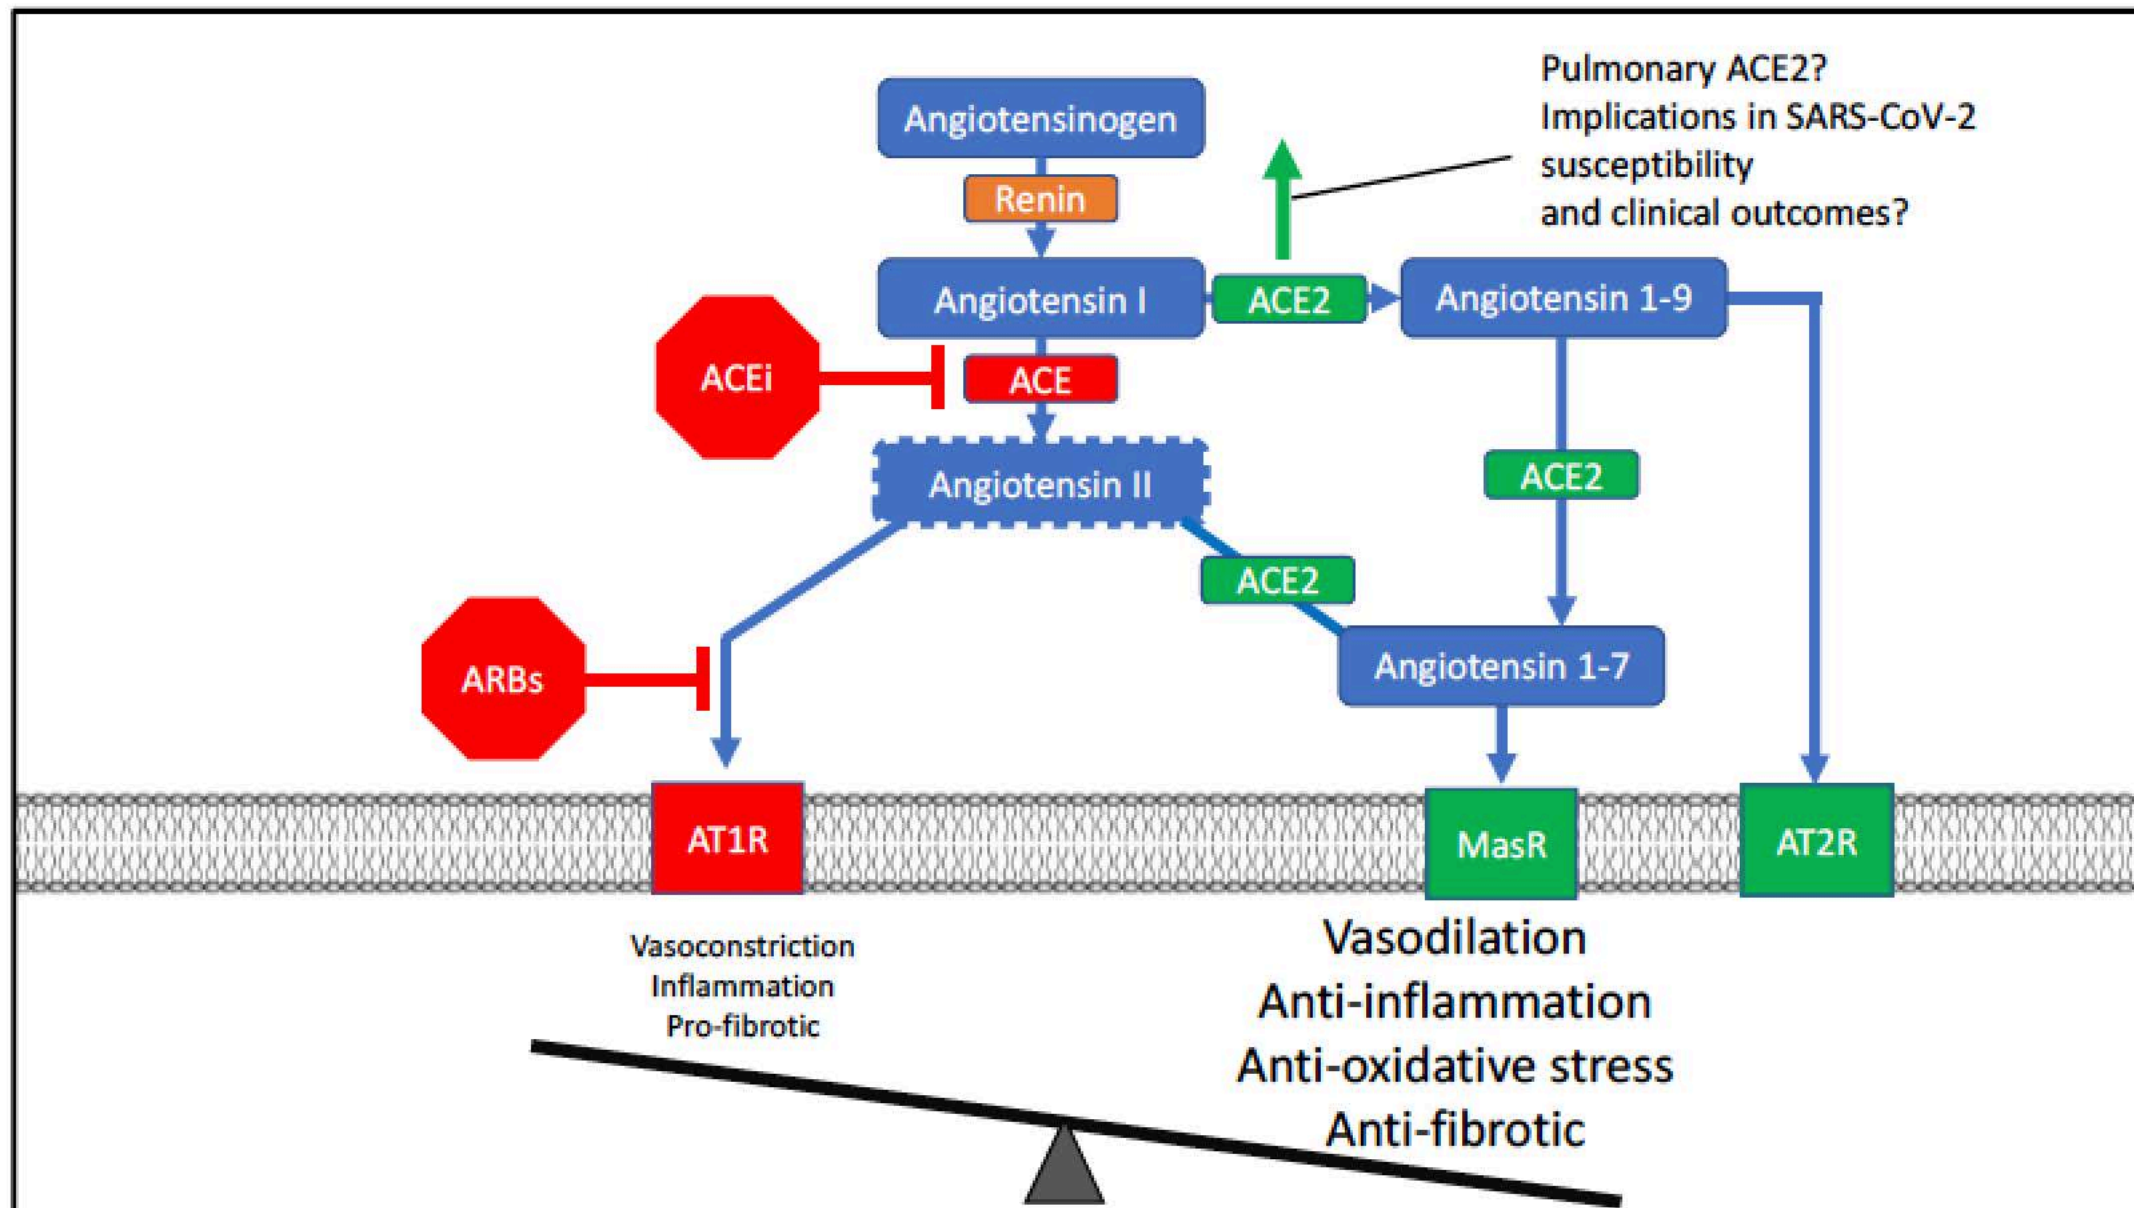 Pulmonary ACE2?
Implications in SARS-CoV-2
susceptibility
and clinical outcomes?
Angiotensinogen
Renin
Angiotensin I
ACE2
Angiotensin 1-9
ACEi
ACE
Angiotensin II
ACE2
ACE2
ARBs
Angiotensin 1-7
AT1R
MasR
AT2R
Vasoconstriction
Inflammation
Pro-fibrotic
Vasodilation
Anti-inflammation
Anti-oxidative stress
Anti-fibrotic